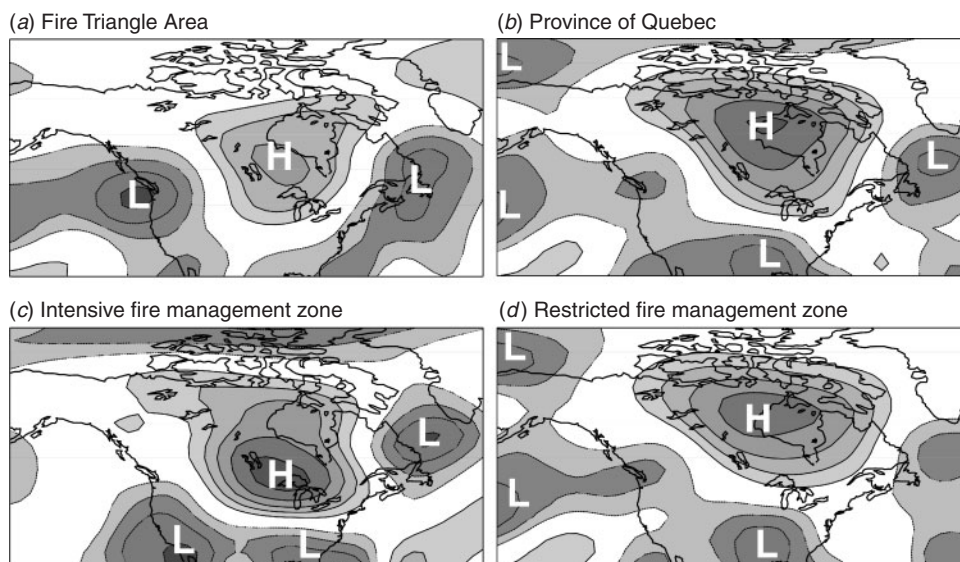 (a) Fire Triangle Area
H
L
L
(b) Province of Quebec
L
H
L
L
L
(c) Intensive fire management zone
L
H
L
L
(d) Restricted fire management zone
L
H
L
L